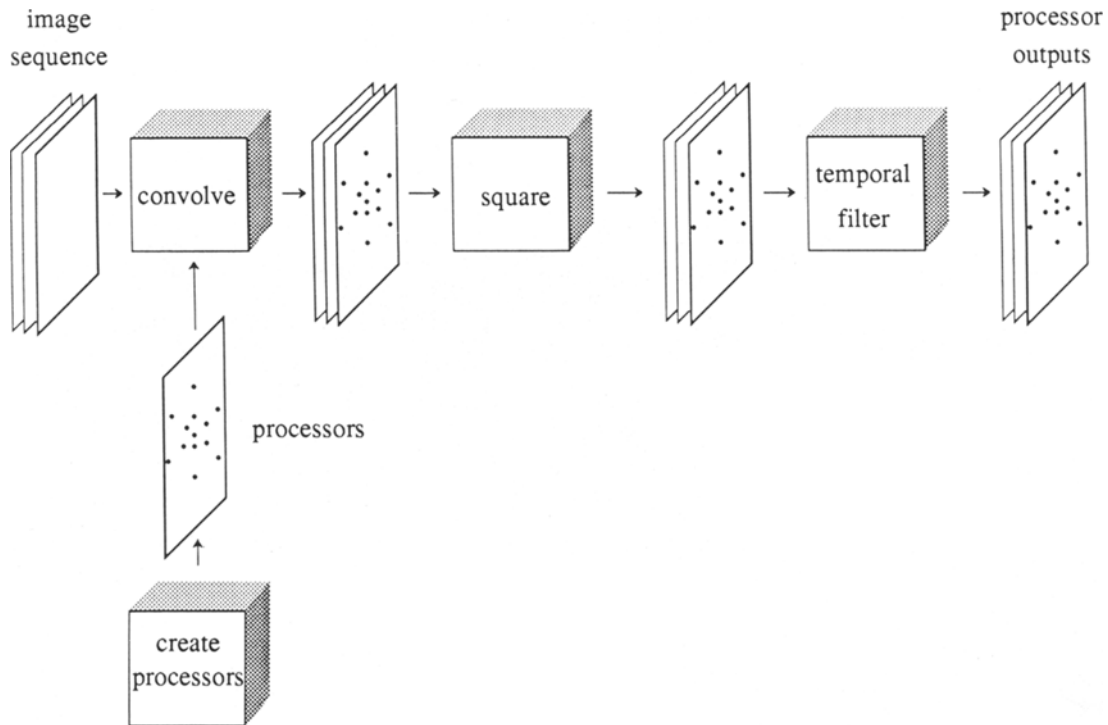 image
sequence
processor
outputs
convolve
square
temporal
filter
processors
create
processors